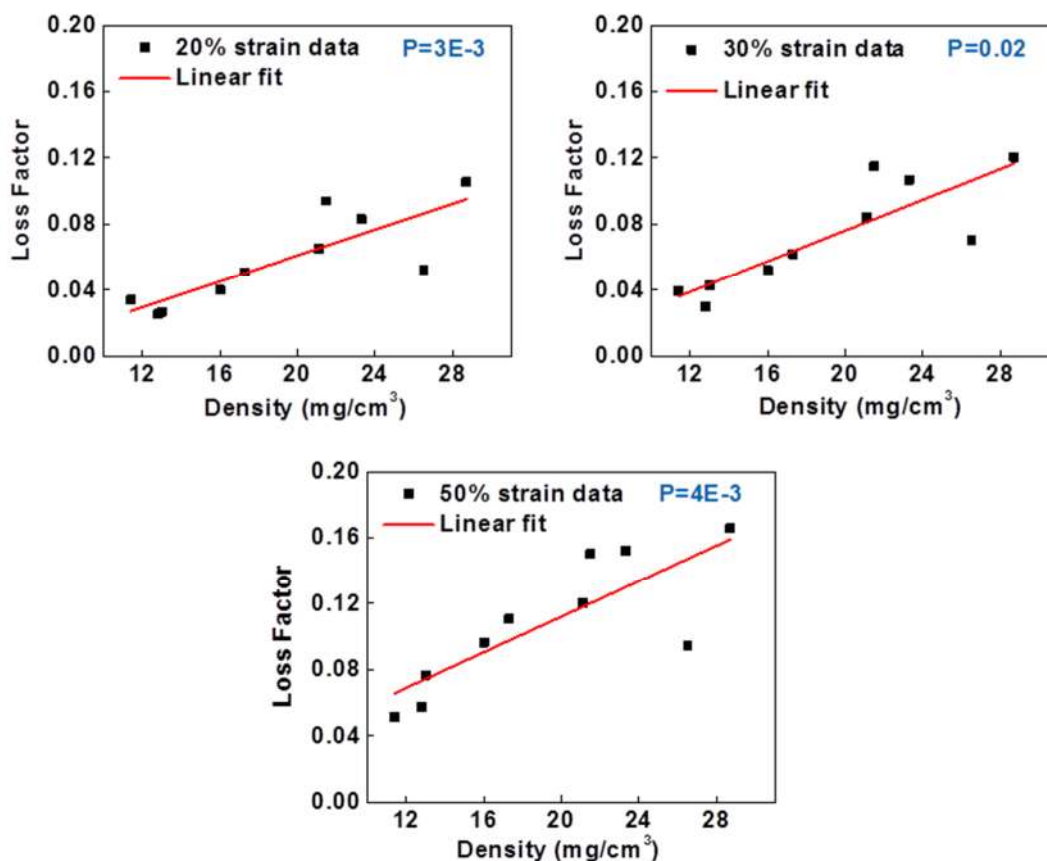 0.20
0.16
0.12
0.08
0.04
0.00
Loss Factor
20% strain data P=3E-3
Linear fit
12 16 20 24 28
Density (mg/cm³)
0.20
0.16
0.12
0.08
0.04
0.00
Loss Factor
30% strain data P=0.02
Linear fit
12 16 20 24 28
Density (mg/cm³)
0.20
0.16
0.12
0.08
0.04
0.00
Loss Factor
50% strain data P=4E-3
Linear fit
12 16 20 24 28
Density (mg/cm³)